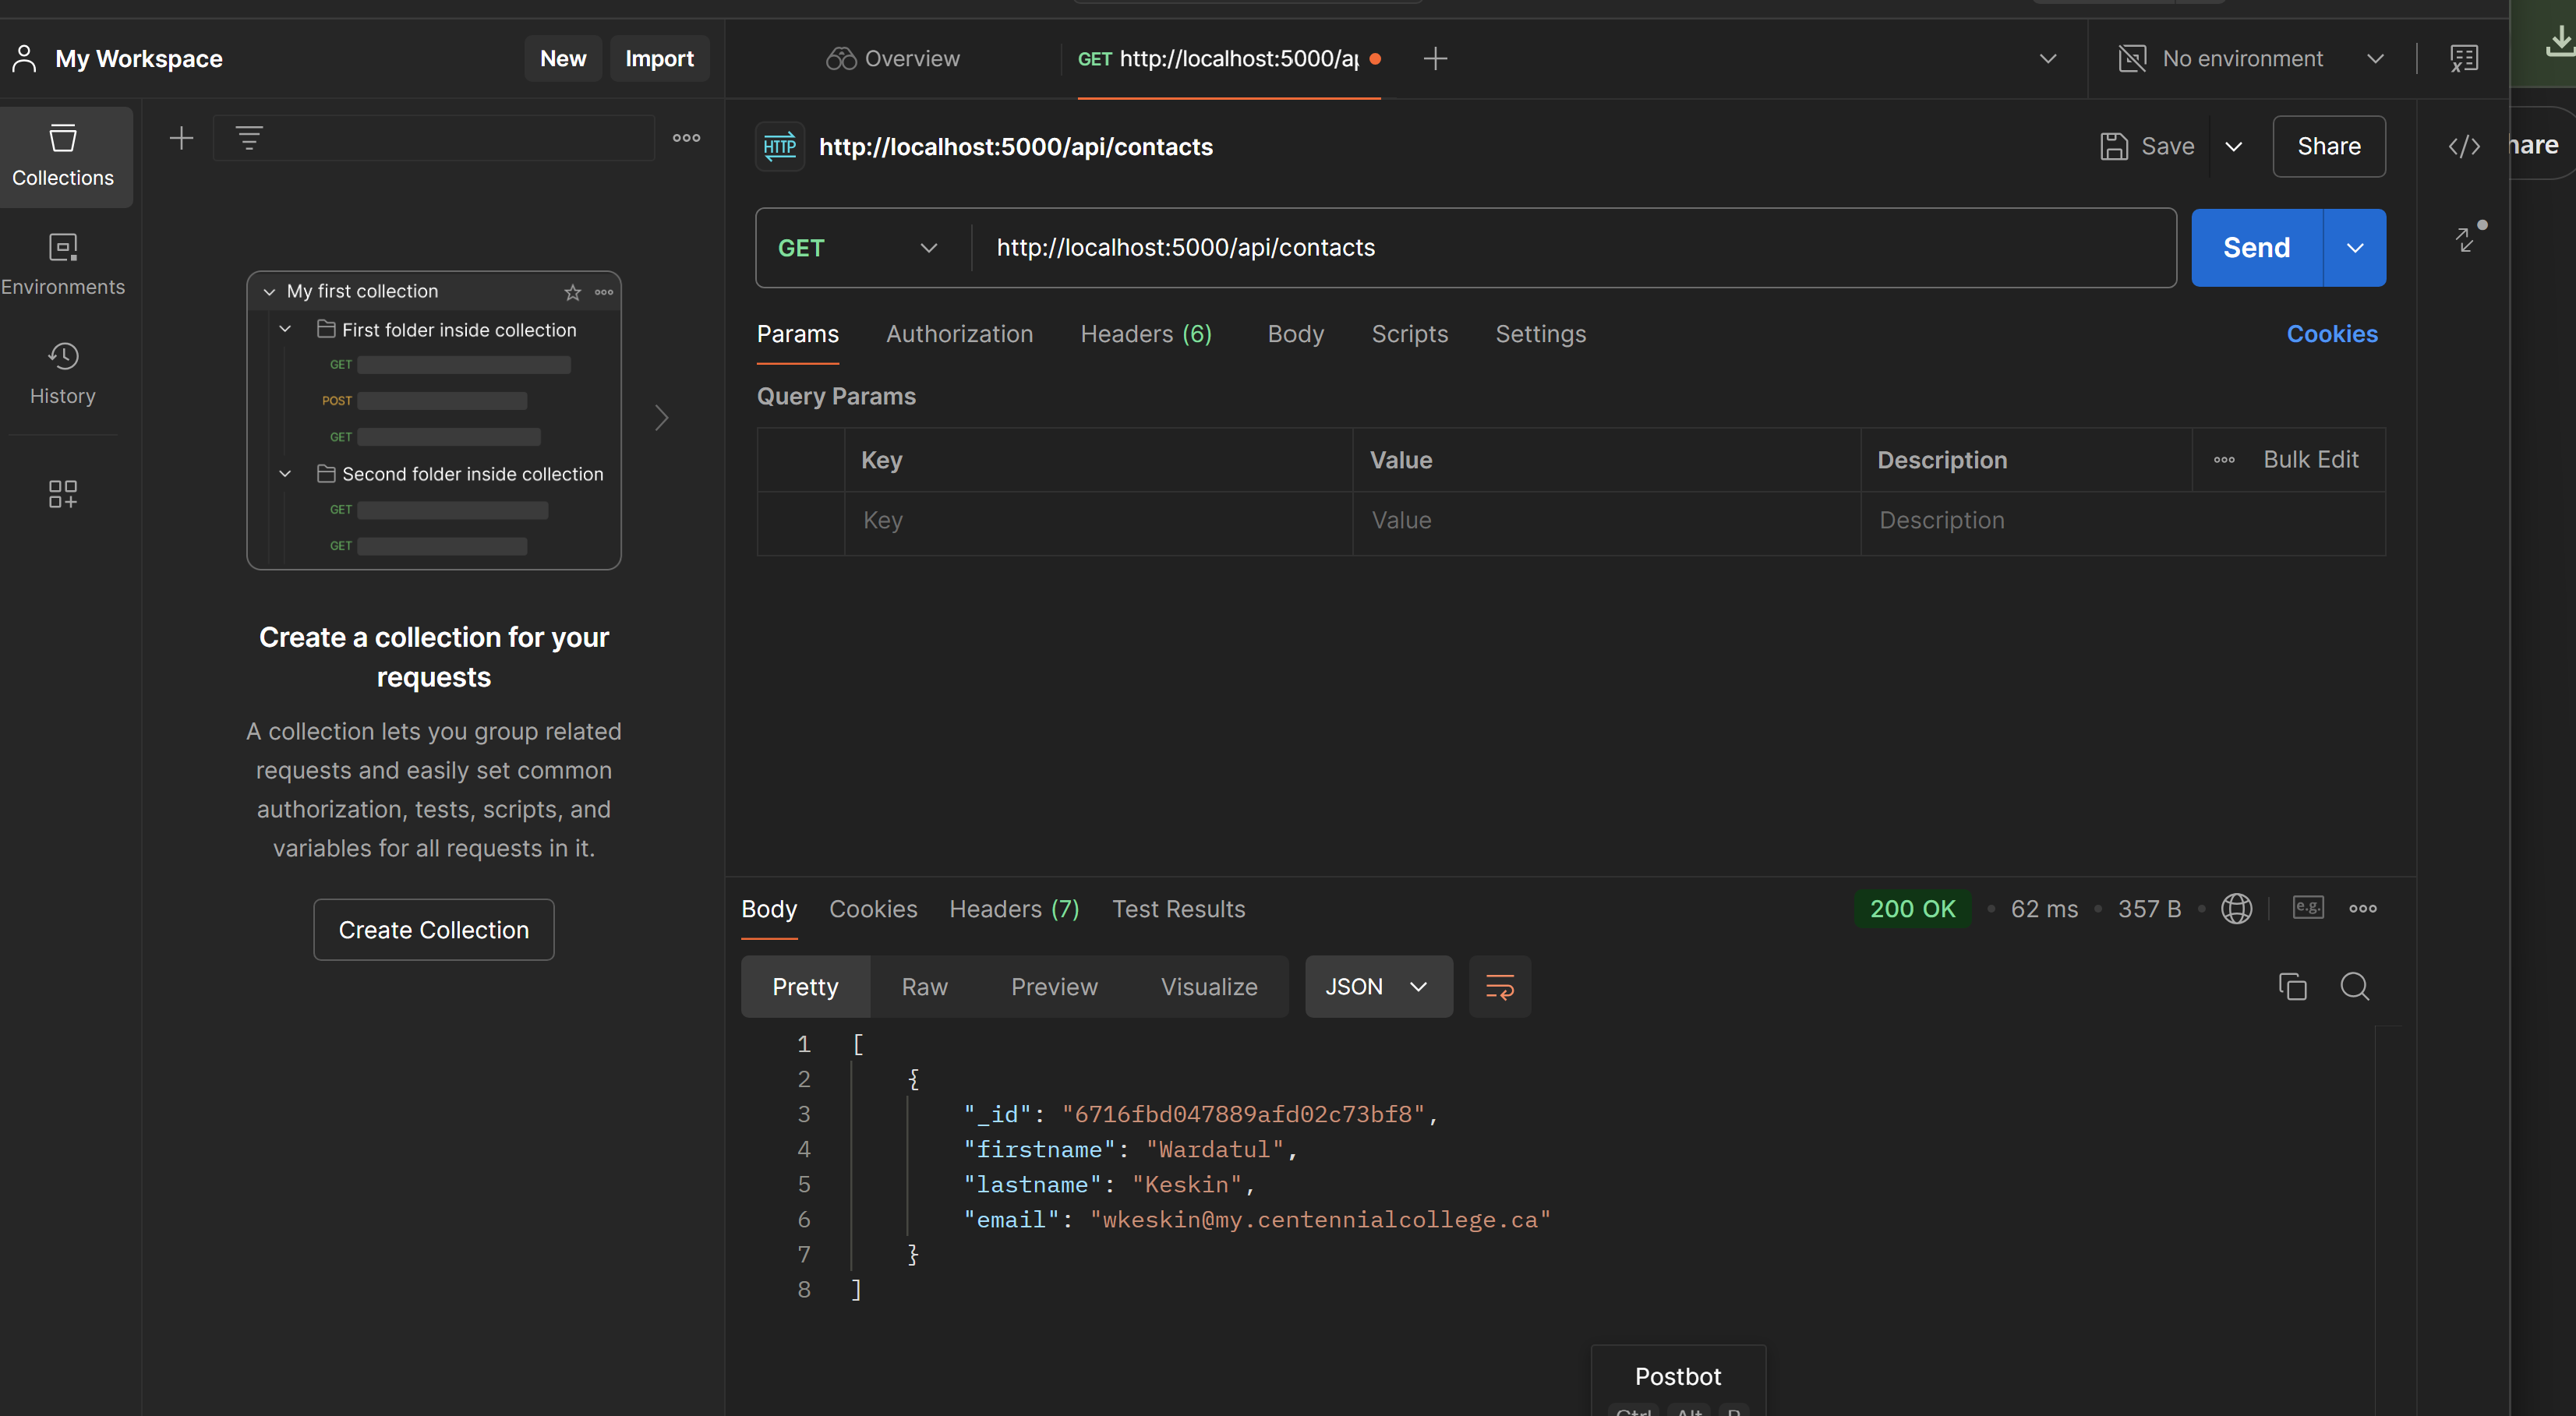 My Workspace
New
Import
Overview
GET http://localhost:5000/ap
No environment
Collections
Environments
History
My first collection
First folder inside collection
GET
POST
GET
Second folder inside collection
GET
GET
Create a collection for your
requests
A collection lets you group related
requests and easily set common
authorization, tests, scripts, and
variables for all requests in it.
Create Collection
HTTP
http://localhost:5000/api/contacts
Save
Share
hare
GET
http://localhost:5000/api/contacts
Send
Params
Authorization
Headers (6)
Body
Scripts
Settings
Cookies
Query Params
Key
Value
Description
Bulk Edit
Key
Value
Description
Body
Cookies
Headers (7)
Test Results
200 OK
62 ms
357 B
e.g.
Pretty
Raw
Preview
Visualize
JSON
1 [
2 {
3 "_id": "6716fbd047889afd02c73bf8",
4 "firstname": "Wardatul",
5 "lastname": "Keskin",
6 "email": "wkeskin@my.centennialcollege.ca"
7 }
8 ]
Postbot
Ctrl Alt P